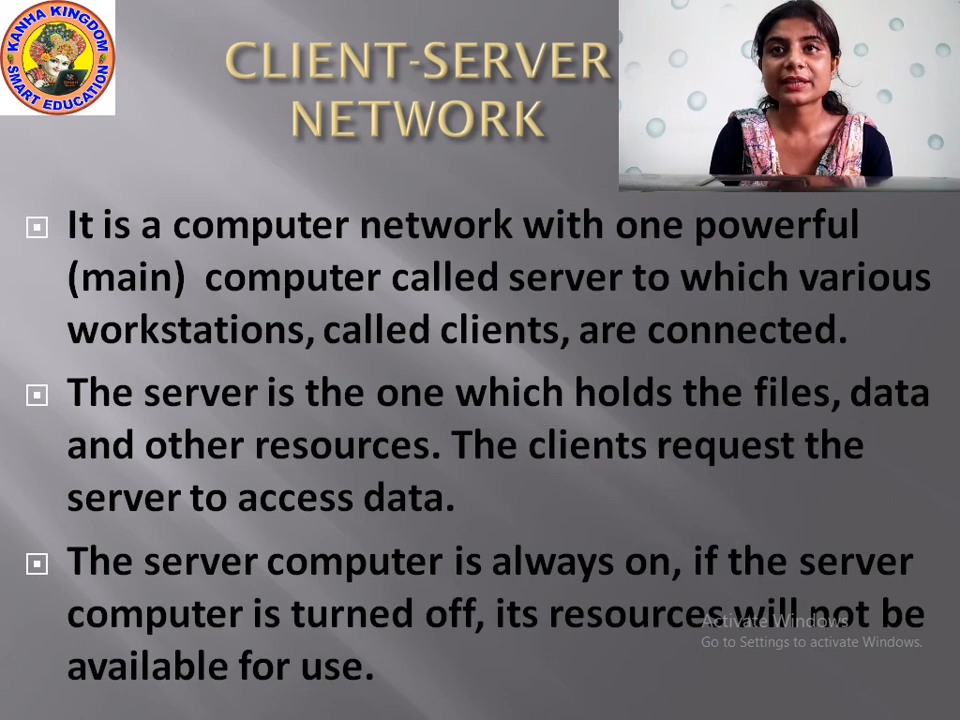 KANHA KINGDOM
SMART EDUCATION
CLIENT-SERVER
NETWORK
It is a computer network with one powerful
(main) computer called server to which various
workstations, called clients, are connected.
The server is the one which holds the files, data
and other resources. The clients request the
server to access data.
The server computer is always on, if the server
computer is turned off, its resources will not be
available for use.
Activate Windows
Go to Settings to activate Windows.